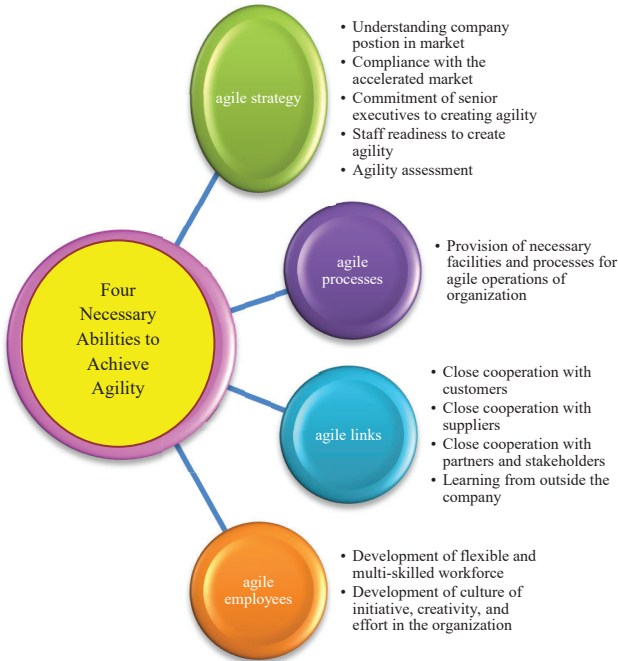 Four
Necessary
Abilities to
Achieve
Agility
agile strategy
• Understanding company
postion in market
• Compliance with the
accelerated market
• Commitment of senior
executives to creating agility
• Staff readiness to create
agility
• Agility assessment
agile
processes
• Provision of necessary
facilities and processes for
agile operations of
organization
agile links
• Close cooperation with
customers
• Close cooperation with
suppliers
• Close cooperation with
partners and stakeholders
• Learning from outside the
company
agile
employees
• Development of flexible and
multi-skilled workforce
• Development of culture of
initiative, creativity, and
effort in the organization